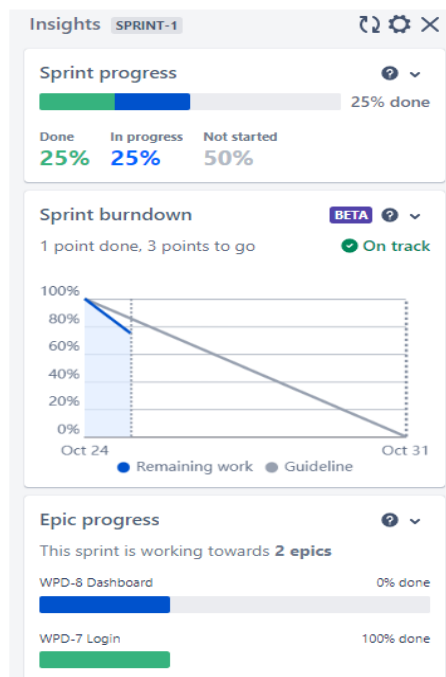 Insights SPRINT-1
Sprint progress
25% done
Done In progress Not started
25% 25% 50%
Sprint burndown BETA
1 point done, 3 points to go On track
100%
80%
60%
40%
20%
0%
Oct 24 Oct 31
Remaining work Guideline
Epic progress
This sprint is working towards 2 epics
WPD-8 Dashboard 0% done
WPD-7 Login 100% done